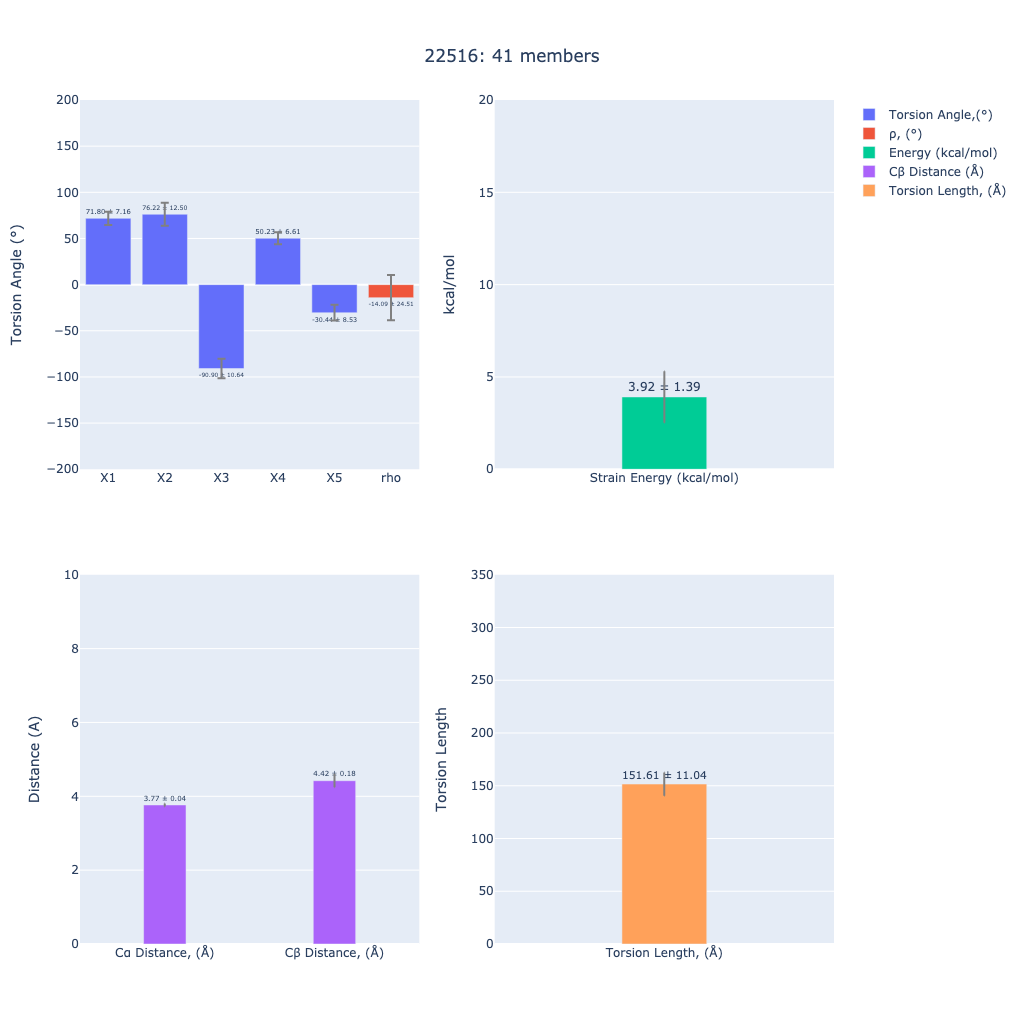 22516: 41 members
200
150
100
50
0
−50
−100
−150
−200
Torsion Angle (°)
71.80 ± 7.16
76.22 ± 12.50
-90.90 ± 10.64
50.23 ± 6.61
-30.44 ± 8.53
-14.09 ± 24.51
X1 X2 X3 X4 X5 rho
20
15
10
5
0
kcal/mol
3.92 ± 1.39
Strain Energy (kcal/mol)
Torsion Angle,(°)
ρ, (°)
Energy (kcal/mol)
Cβ Distance (Å)
Torsion Length, (Å)
10
8
6
4
2
0
Distance (A)
3.77 ± 0.04
4.42 ± 0.18
Cα Distance, (Å) Cβ Distance, (Å)
350
300
250
200
150
100
50
0
Torsion Length
151.61 ± 11.04
Torsion Length, (Å)